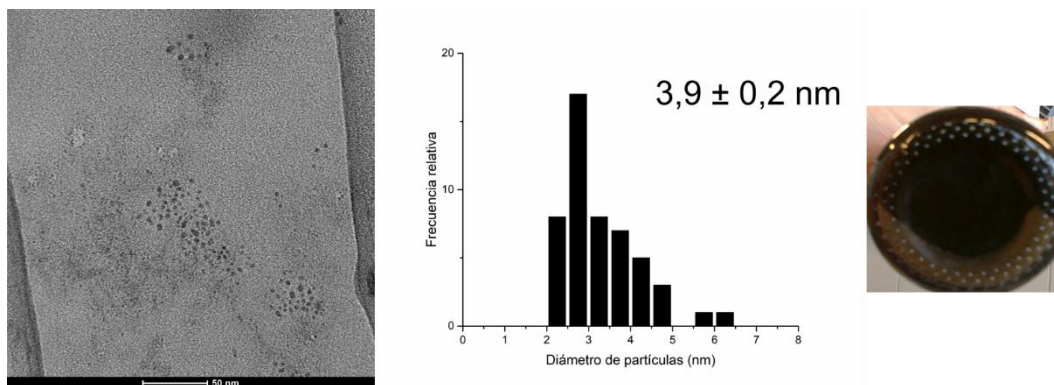 50 nm
20
10
0
3,9 ± 0,2 nm
Frecuencia relativa
0 1 2 3 4 5 6 7 8
Diámetro de partículas (nm)